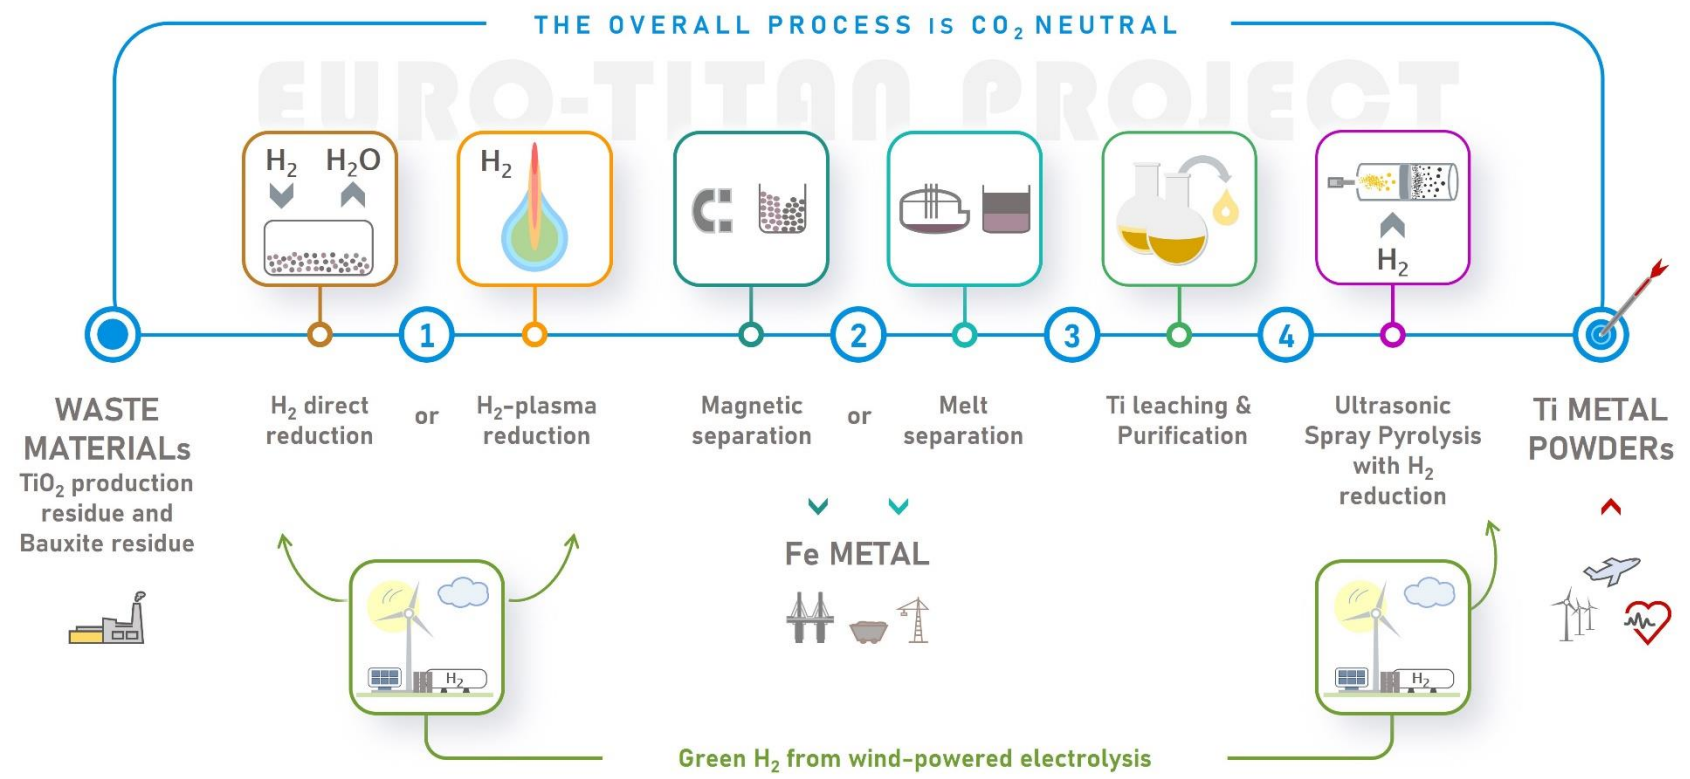 THE OVERALL PROCESS IS CO₂ NEUTRAL
EURO-TITAN PROJECT
H₂ H₂O
H₂
H₂
1
2
3
4
WASTE
MATERIALs
TiO₂ production
residue and
Bauxite residue
H₂ direct
reduction
or
H₂-plasma
reduction
Magnetic
separation
or
Melt
separation
Ti leaching &
Purification
Ultrasonic
Spray Pyrolysis
with H₂
reduction
Ti METAL
POWDERs
Fe METAL
H₂
H₂
Green H₂ from wind-powered electrolysis